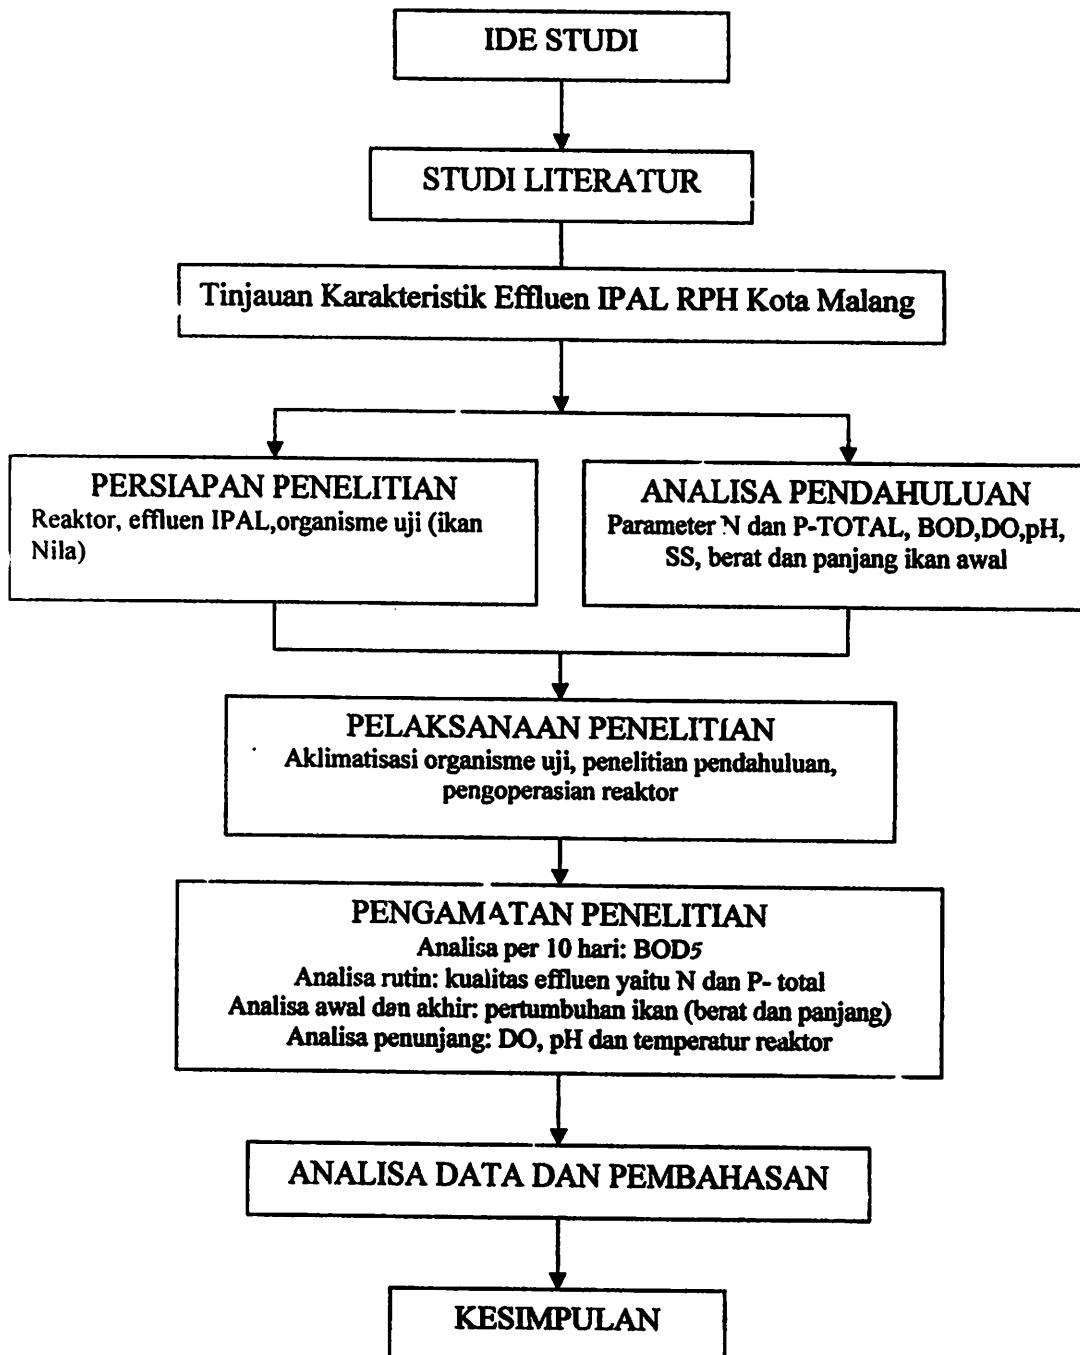 IDE STUDI
STUDI LITERATUR
Tinjauan Karakteristik Effluen IPAL RPH Kota Malang
PERSIAPAN PENELITIAN
Reaktor, effluen IPAL,organisme uji (ikan
Nila)
ANALISA PENDAHULUAN
Parameter N dan P-TOTAL, BOD,DO,pH,
SS, berat dan panjang ikan awal
PELAKSANAAN PENELITIAN
Aklimatisasi organisme uji, penelitian pendahuluan,
pengoperasian reaktor
PENGAMATAN PENELITIAN
Analisa per 10 hari: BOD5
Analisa rutin: kualitas effluen yaitu N dan P- total
Analisa awal dan akhir: pertumbuhan ikan (berat dan panjang)
Analisa penunjang: DO, pH dan temperatur reaktor
ANALISA DATA DAN PEMBAHASAN
KESIMPULAN